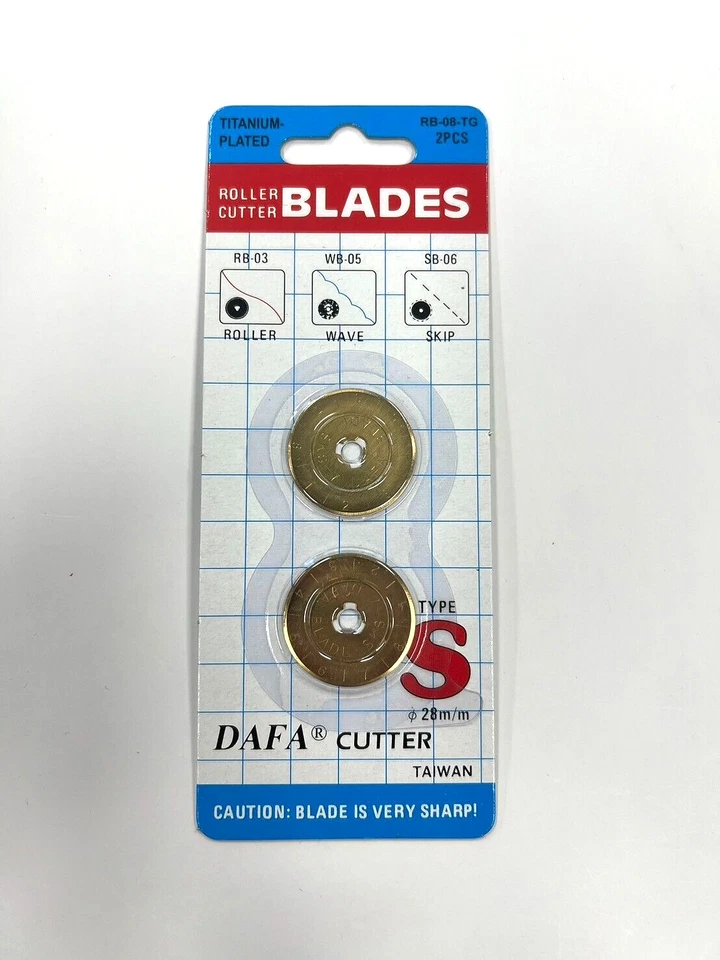 TITANIUM-
PLATED
RB-08-TG
2PCS
ROLLER
CUTTER
BLADES
RB-03
WB-05
SB-06
ROLLER
WAVE
SKIP
BLADE
TYPE
S
ϕ 28m/m
DAFA® CUTTER
TAIWAN
CAUTION: BLADE IS VERY SHARP!